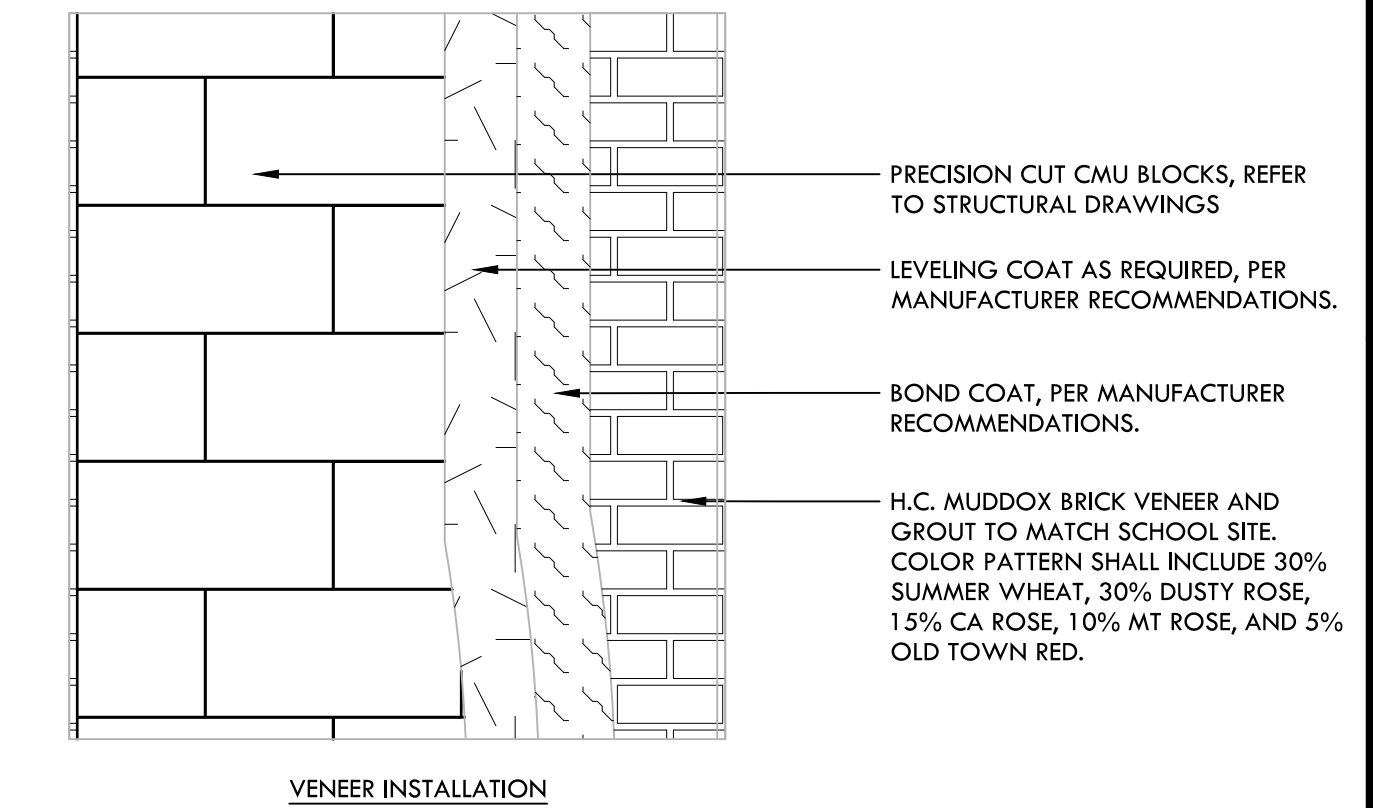 PRECISION CUT CMU BLOCKS, REFER
TO STRUCTURAL DRAWINGS
LEVELING COAT AS REQUIRED, PER
MANUFACTURER RECOMMENDATIONS.
BOND COAT, PER MANUFACTURER
RECOMMENDATIONS.
H.C. MUDDOX BRICK VENEER AND
GROUT TO MATCH SCHOOL SITE.
COLOR PATTERN SHALL INCLUDE 30%
SUMMER WHEAT, 30% DUSTY ROSE,
15% CA ROSE, 10% MT ROSE, AND 5%
OLD TOWN RED.
VENEER INSTALLATION